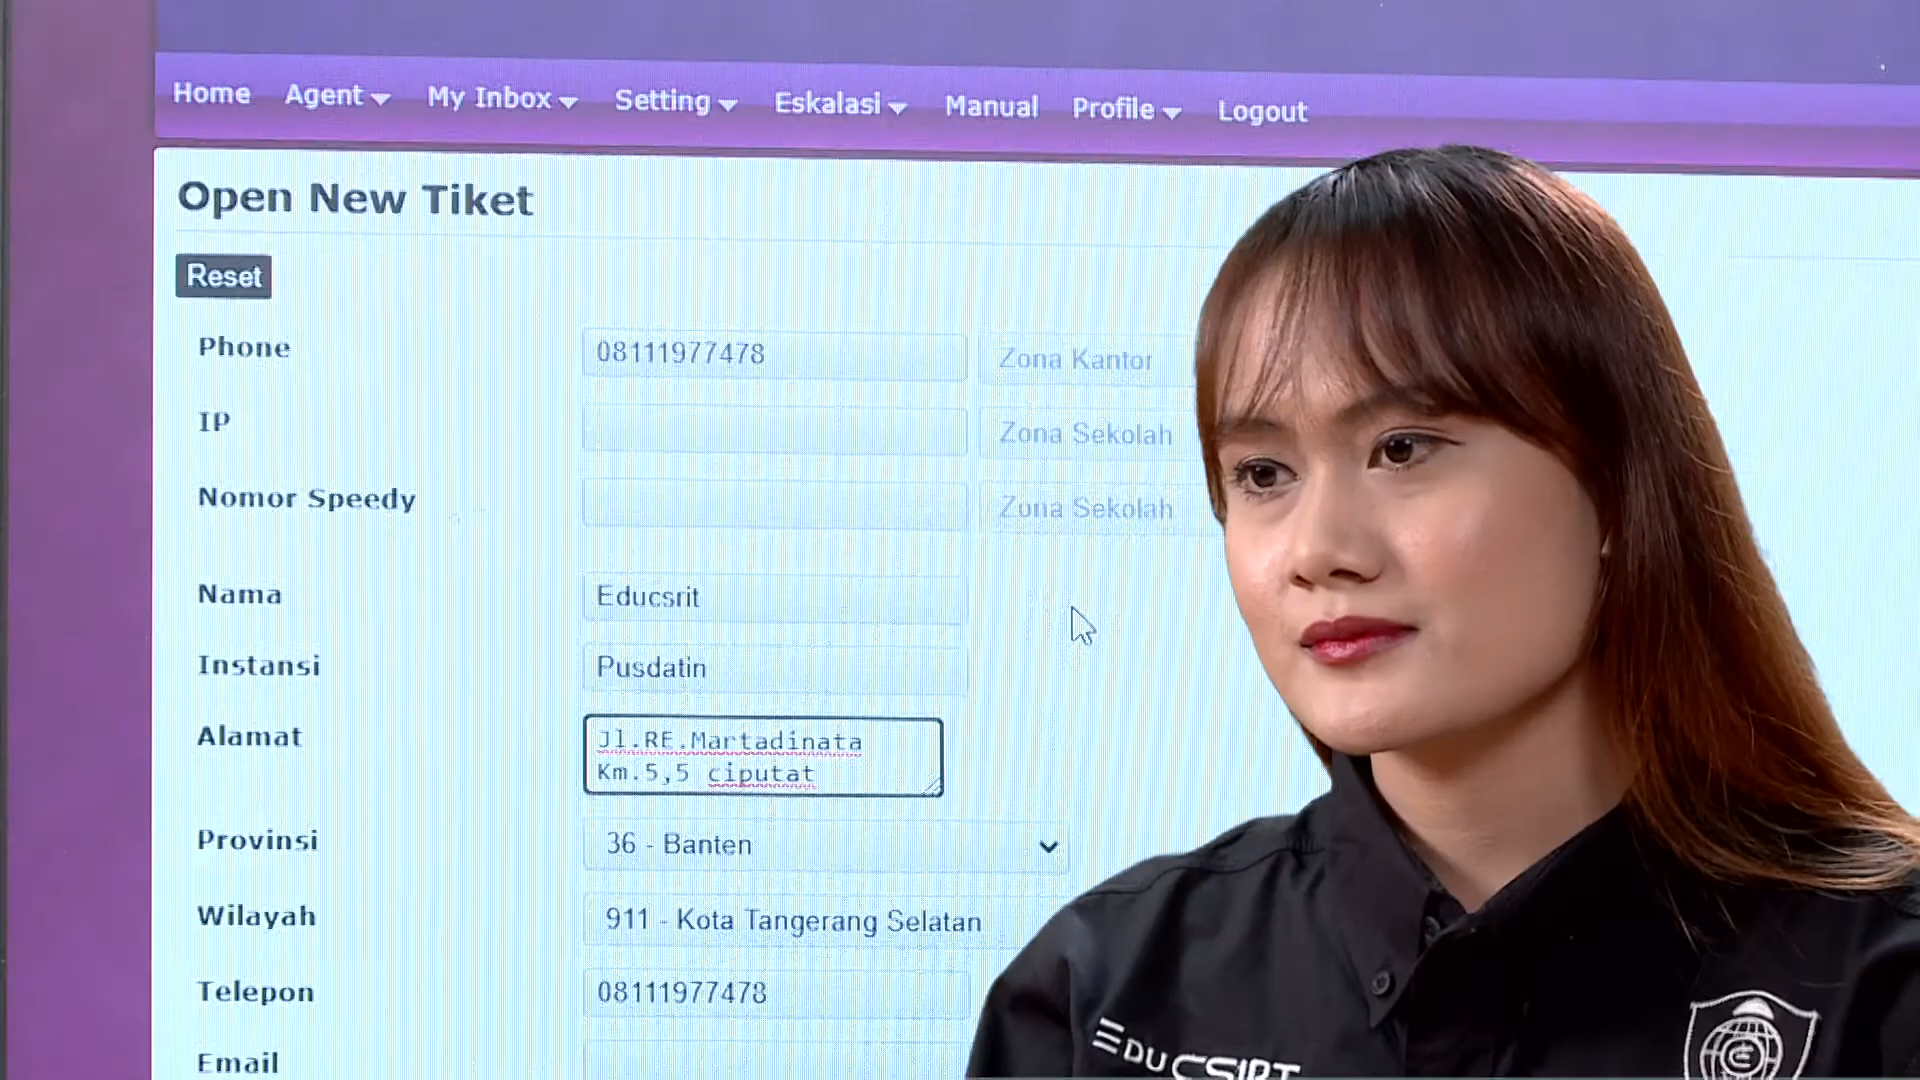 Home Agent My Inbox Setting Eskalasi Manual Profile Logout
Open New Tiket
Reset
Phone 08111977478 Zona Kantor
IP Zona Sekolah
Nomor Speedy Zona Sekolah
Nama Educsrit
Instansi Pusdatin
Alamat Jl.RE.Martadinata
Km.5,5 ciputat
Provinsi 36 - Banten
Wilayah 911 - Kota Tangerang Selatan
Telepon 08111977478
Email
EDUCSIRT